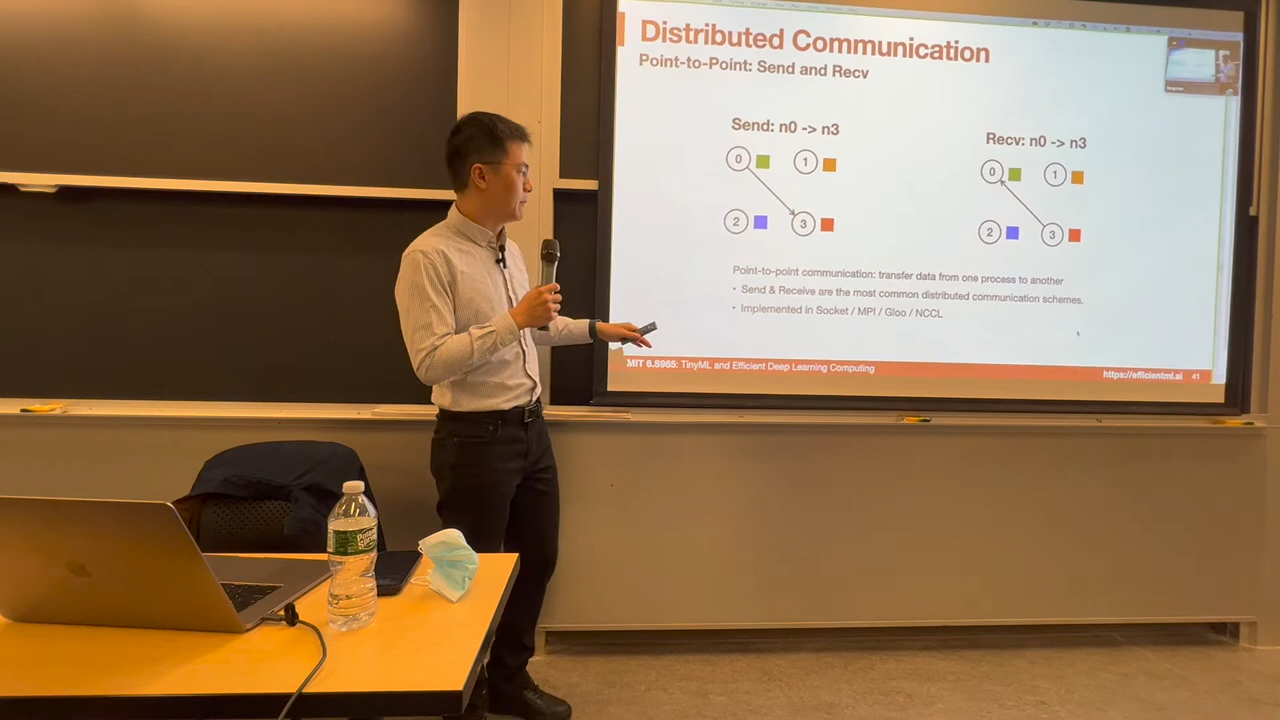 Distributed Communication
Point-to-Point: Send and Recv
Send: n0 -> n3
0
1
2
3
Recv: n0 -> n3
0
1
2
3
Point-to-point communication: transfer data from one process to another
• Send & Receive are the most common distributed communication schemes.
• Implemented in Socket / MPI / Gloo / NCCL
MIT 6.S965: TinyML and Efficient Deep Learning Computing
https://efficientml.ai
41